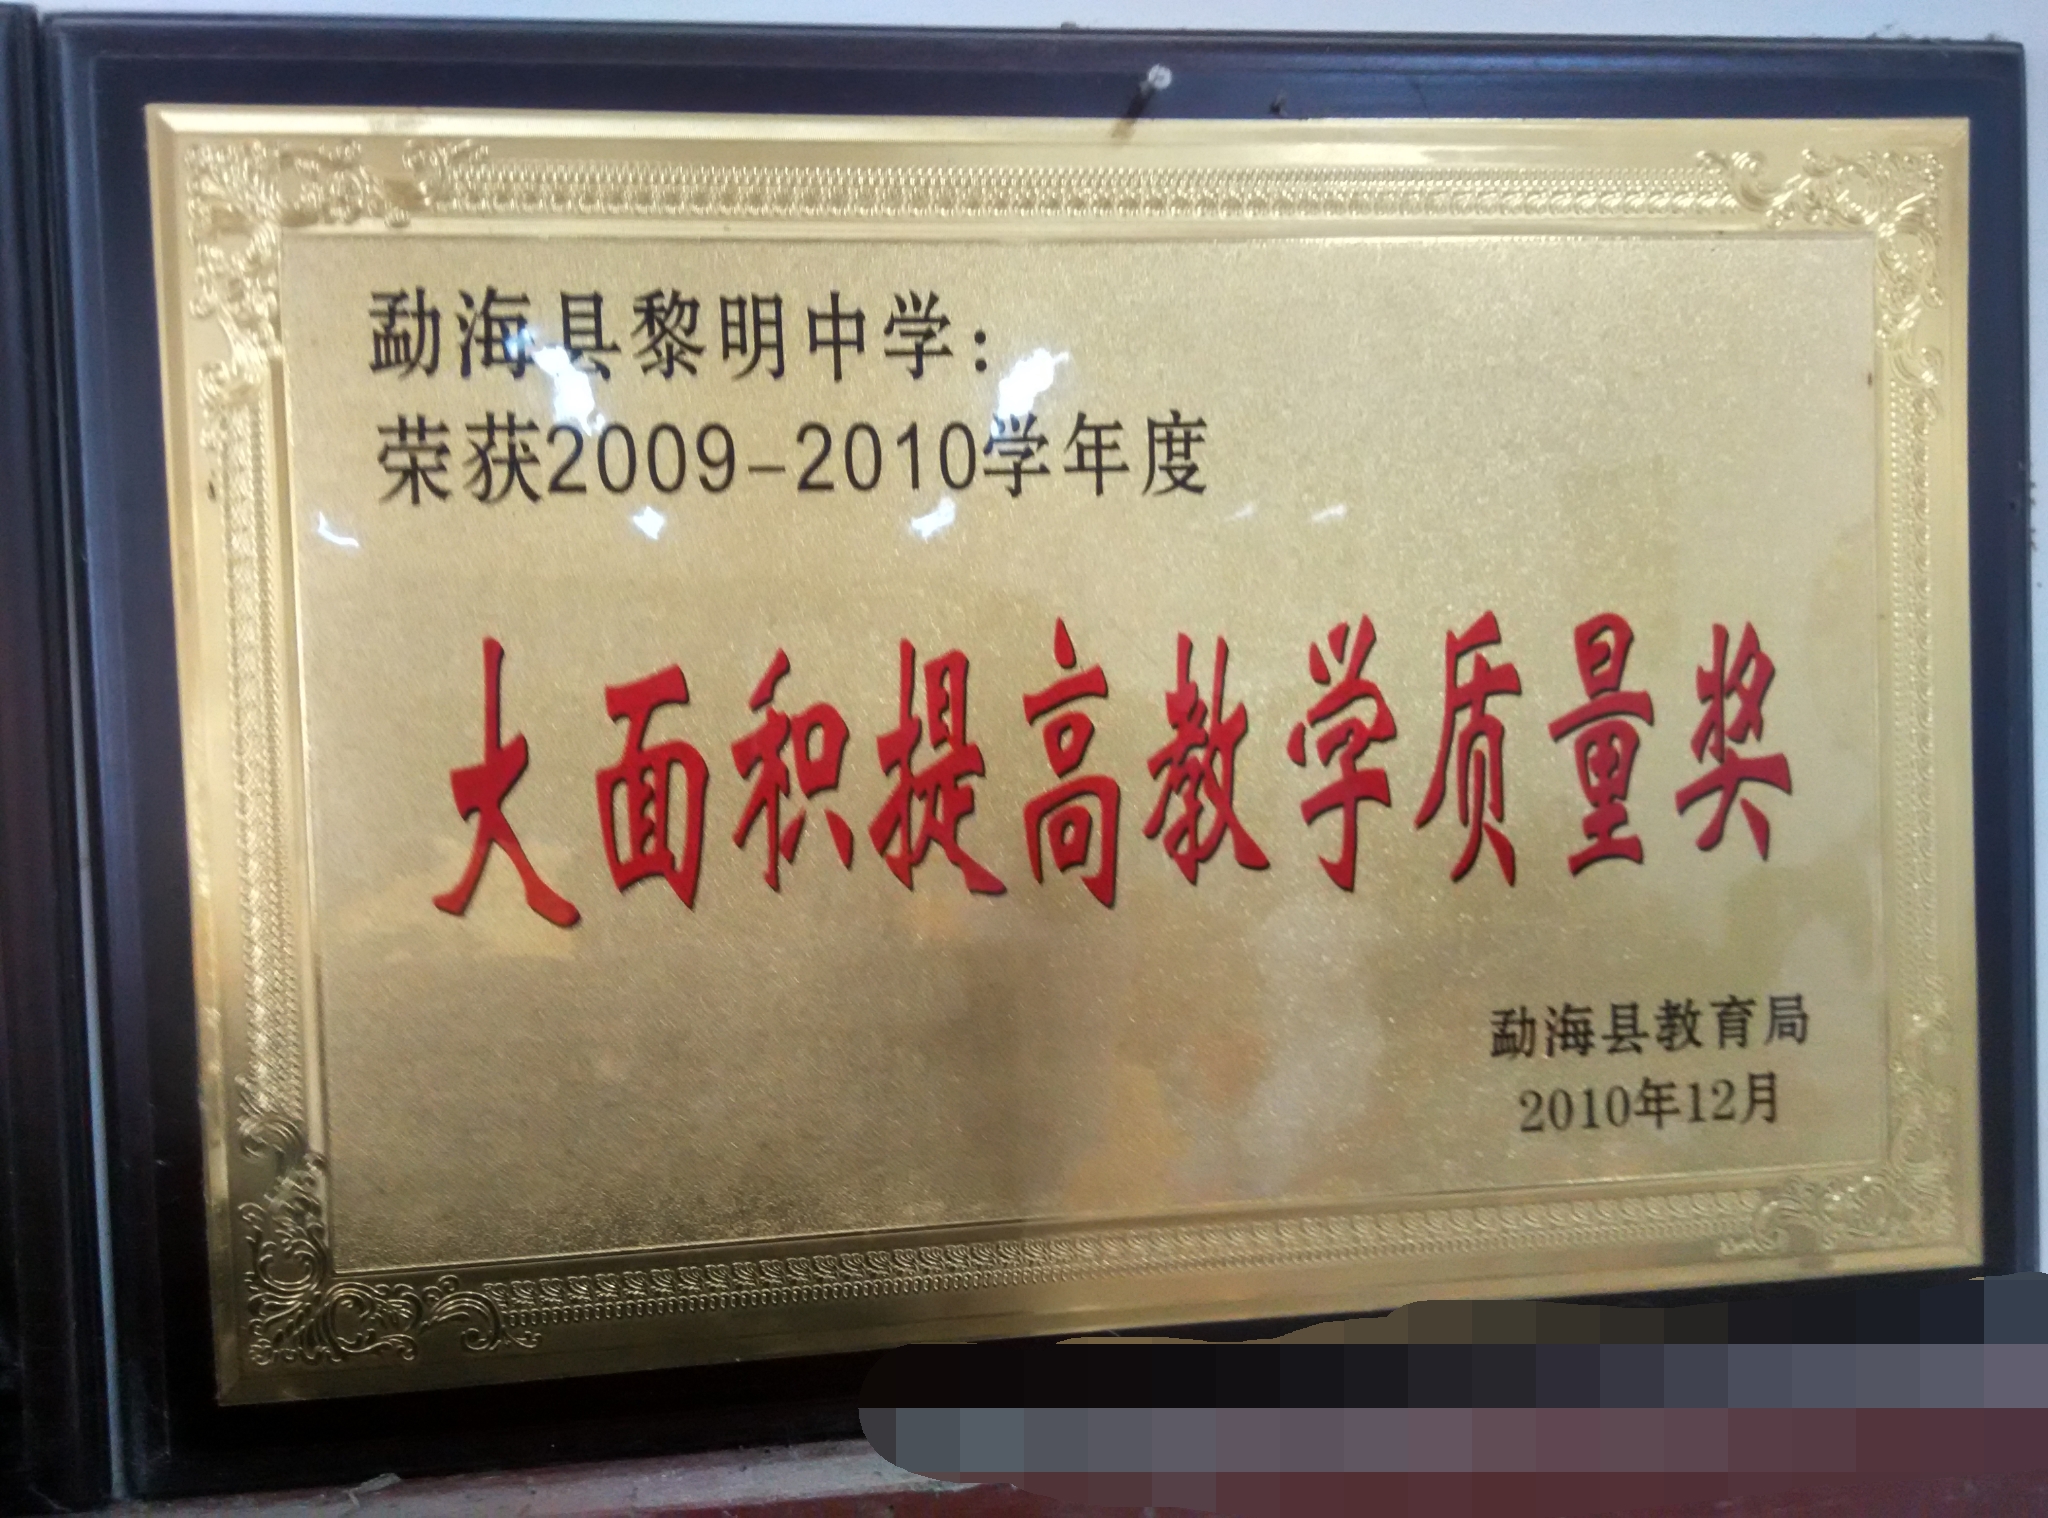 勐海县黎明中学：
荣获2009-2010学年度
大面积提高教学质量奖
勐海县教育局
2010年12月